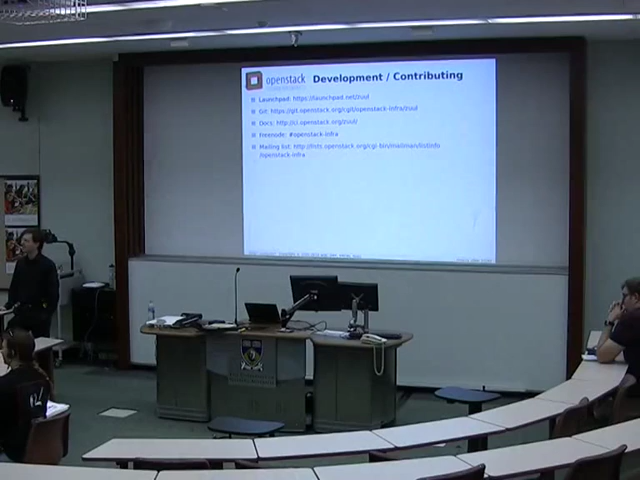 openstack Development / Contributing
Launchpad: https://launchpad.net/zuul
Git: https://git.openstack.org/cgit/openstack-infra/zuul
Docs: http://ci.openstack.org/zuul/
Freenode: #openstack-infra
Mailing list: http://lists.openstack.org/cgi-bin/mailman/listinfo
/openstack-infra